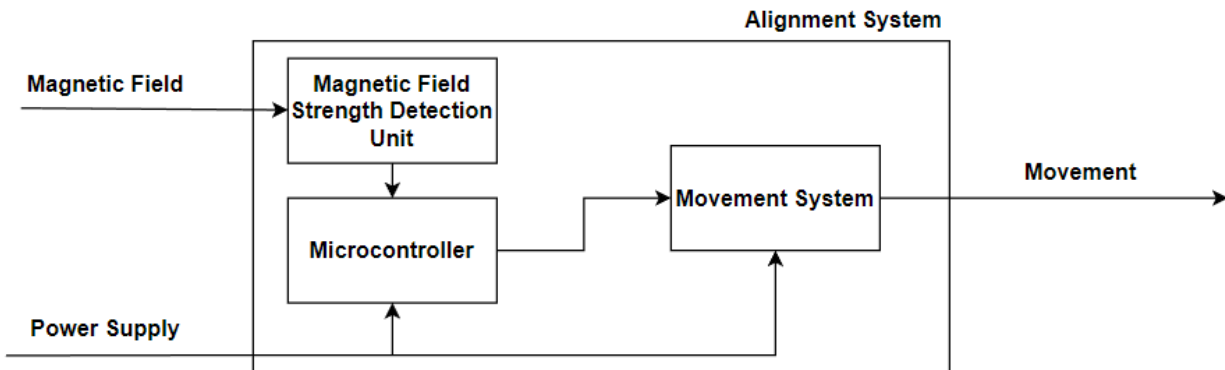 Alignment System
Magnetic Field
Magnetic Field
Strength Detection
Unit
Movement System
Movement
Microcontroller
Power Supply